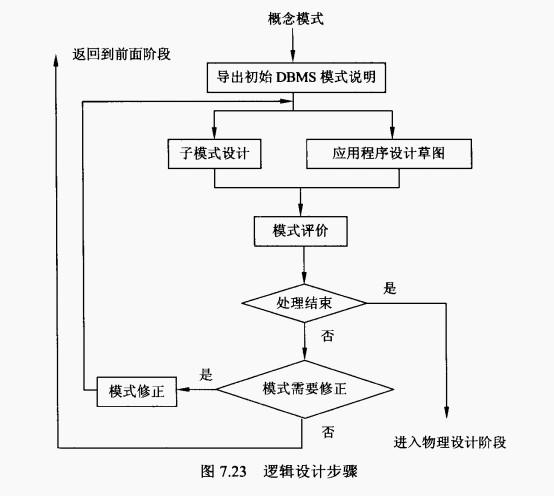 概念模式
返回到前面阶段
导出初始 DBMS 模式说明
子模式设计
应用程序设计草图
模式评价
处理结束
是
否
模式需要修正
是
模式修正
否
进入物理设计阶段
图 7.23 逻辑设计步骤